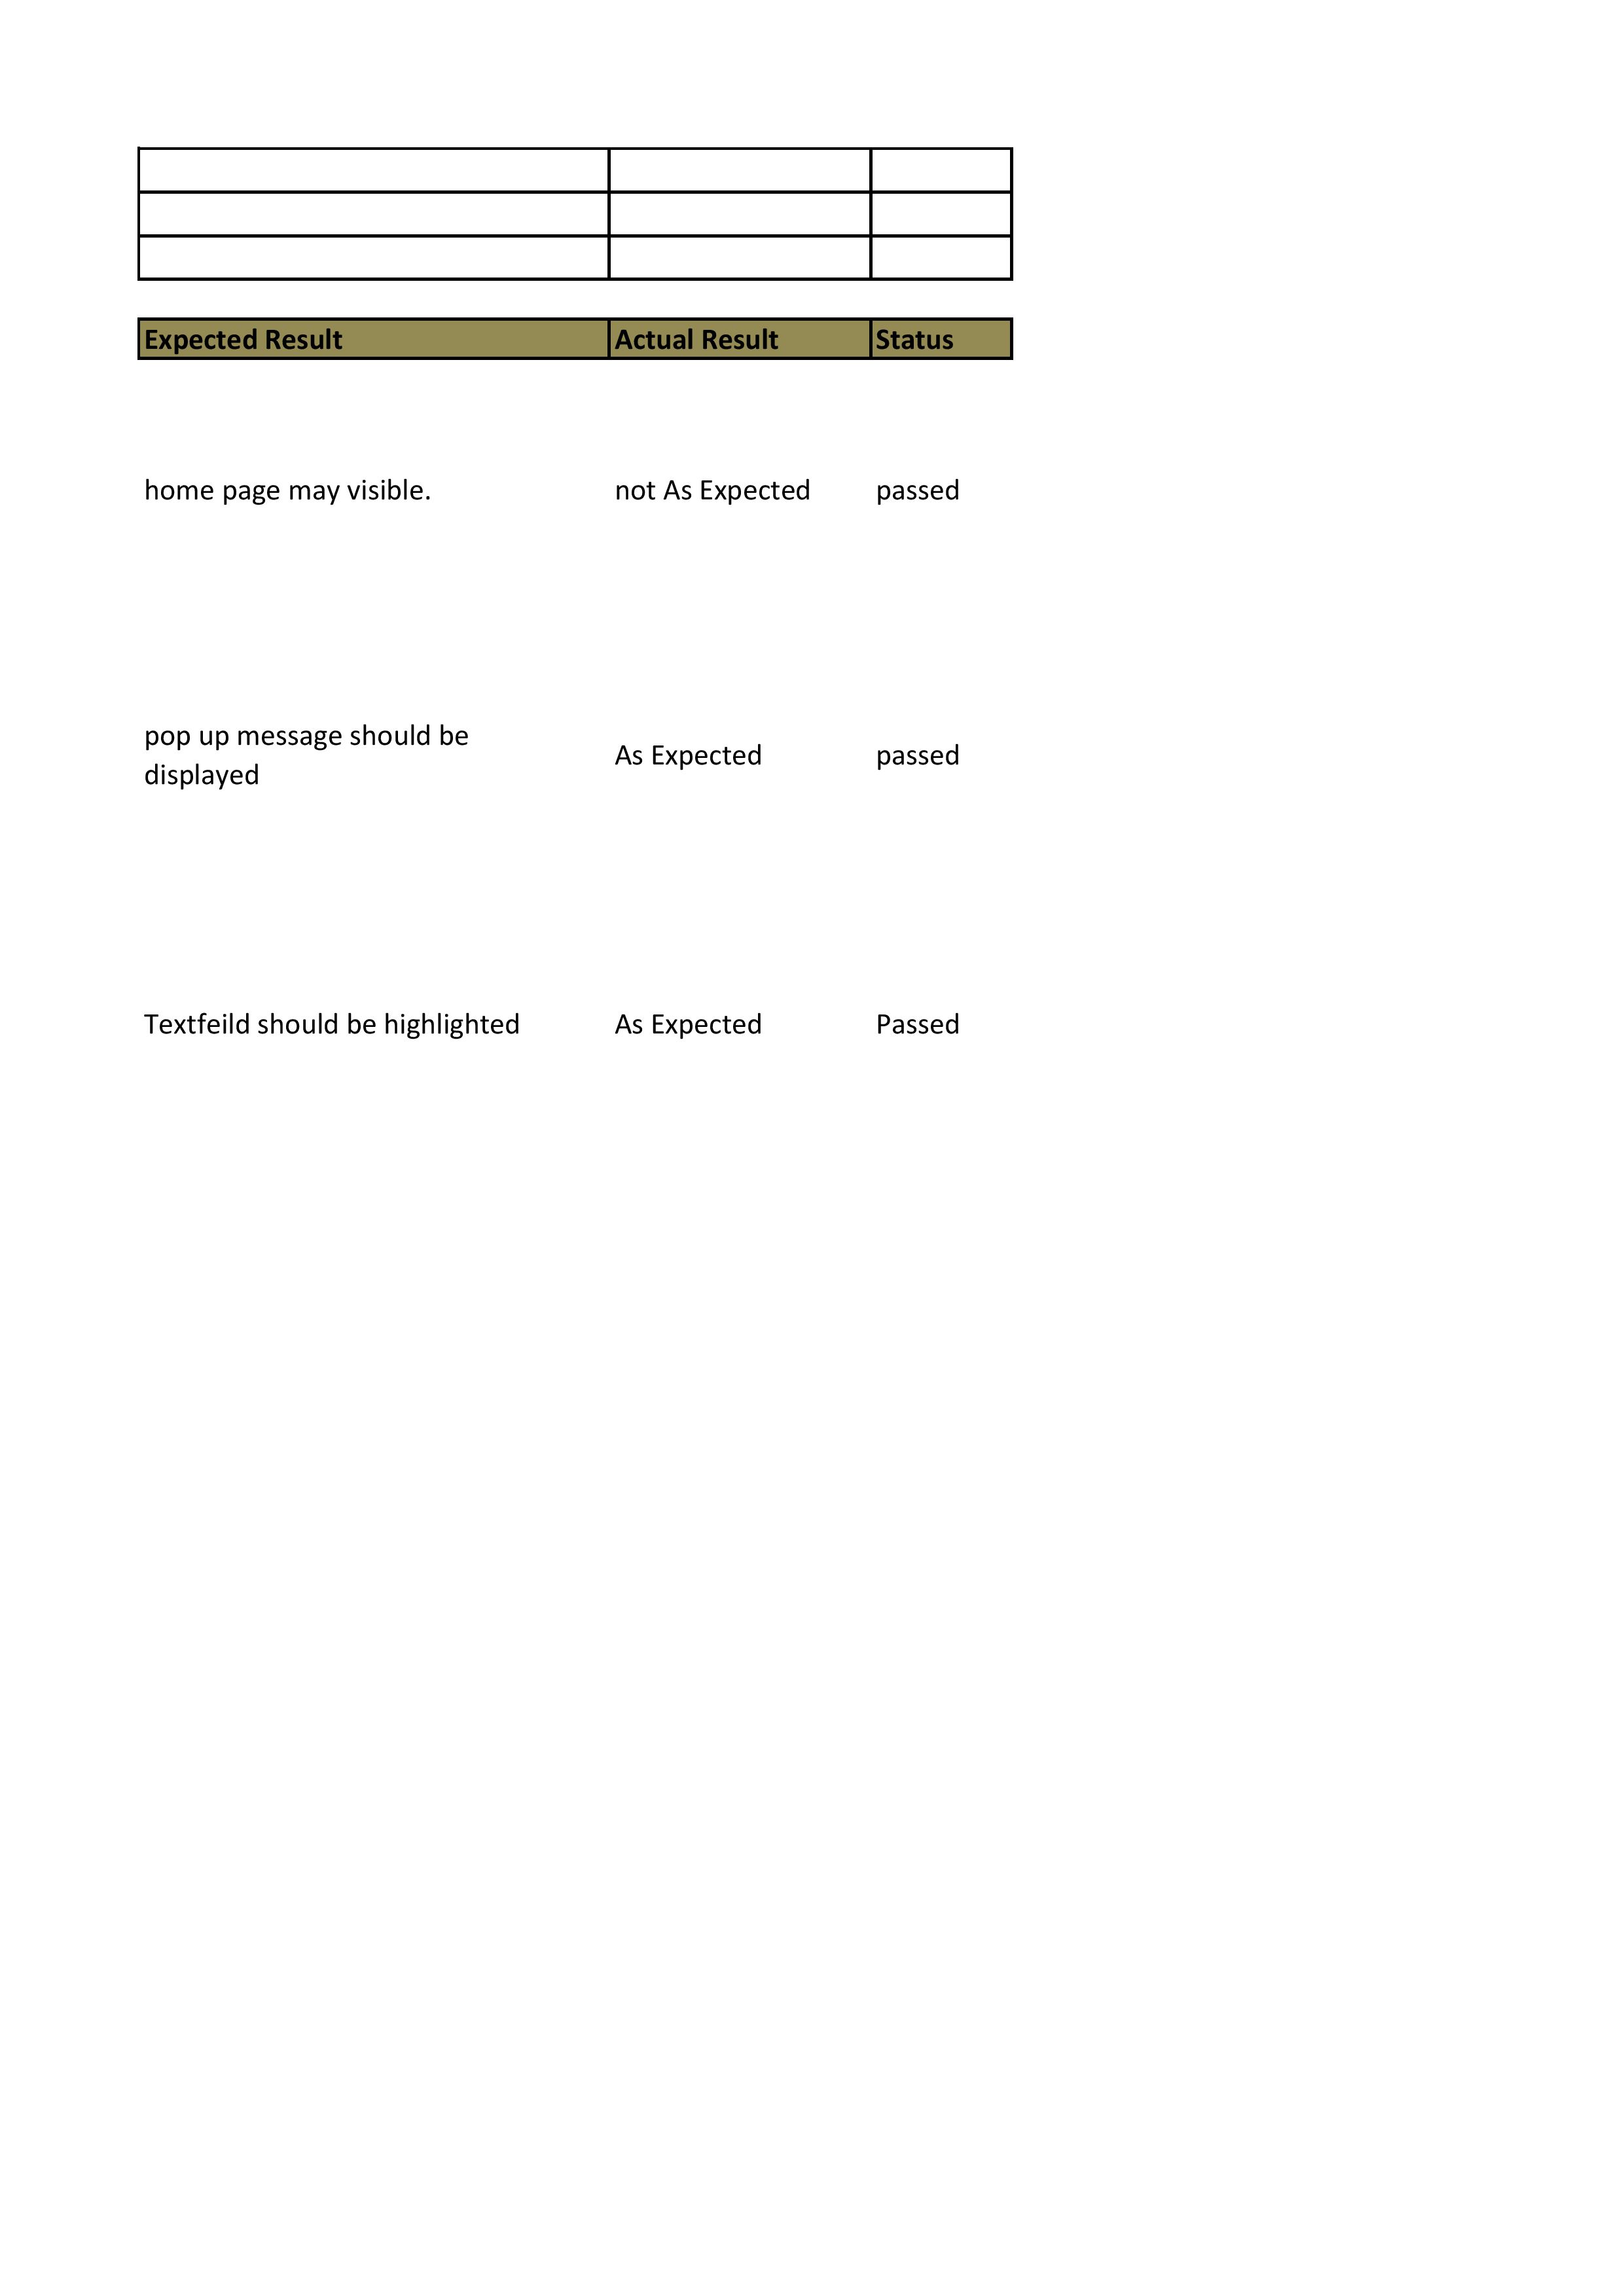 Expected Result Actual Result Status
home page may visible. not As Expected passed
pop up message should be
displayed As Expected passed
Textfeild should be highlighted As Expected Passed